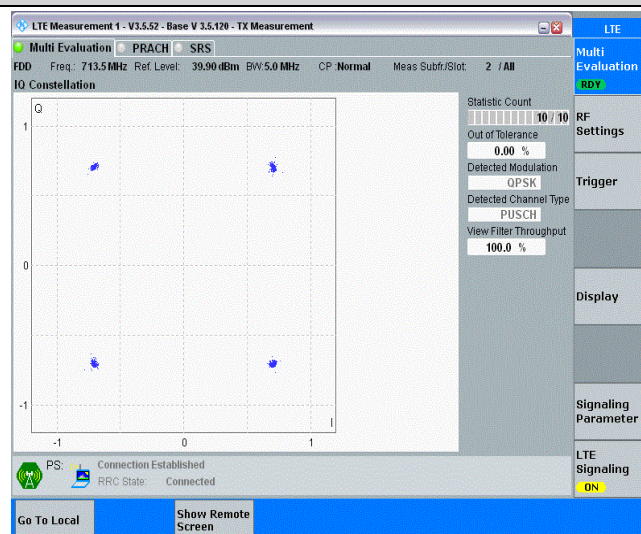 LTE Measurement 1 - V3.5.52 - Base V 3.5.120 - TX Measurement
LTE
Multi Evaluation PRACH SRS
Multi
Evaluation
RDY
FDD Freq.: 713.5 MHz Ref. Level: 39.90 dBm BW:5.0 MHz CP :Normal Meas Subfr./Slot: 2 / All
IQ Constellation
Q
1
0
-1
-1 0 1
I
Statistic Count
10 / 10
Out of Tolerance
0.00 %
Detected Modulation
QPSK
Detected Channel Type
PUSCH
View Filter Throughput
100.0 %
RF
Settings
Trigger
Display
Signaling
Parameter
LTE
Signaling
ON
PS: Connection Established
RRC State: Connected
Go To Local
Show Remote
Screen